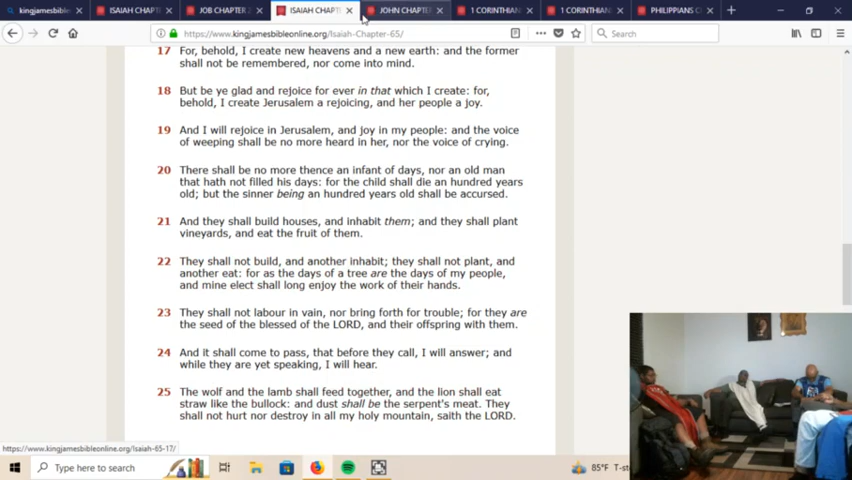 kingjamesbible
ISAIAH CHAPT
JOB CHAPTER 2
ISAIAH CHAPT
JOHN CHAPTE
1 CORINTHIAN
1 CORINTHIAN
PHILIPPIANS C
https://www.kingjamesbibleonline.org/Isaiah-Chapter-65/
Search
17 For, behold, I create new heavens and a new earth: and the former
shall not be remembered, nor come into mind.
18 But be ye glad and rejoice for ever in that which I create: for,
behold, I create Jerusalem a rejoicing, and her people a joy.
19 And I will rejoice in Jerusalem, and joy in my people: and the voice
of weeping shall be no more heard in her, nor the voice of crying.
20 There shall be no more thence an infant of days, nor an old man
that hath not filled his days: for the child shall die an hundred years
old; but the sinner being an hundred years old shall be accursed.
21 And they shall build houses, and inhabit them; and they shall plant
vineyards, and eat the fruit of them.
22 They shall not build, and another inhabit; they shall not plant, and
another eat: for as the days of a tree are the days of my people,
and mine elect shall long enjoy the work of their hands.
23 They shall not labour in vain, nor bring forth for trouble; for they are
the seed of the blessed of the LORD, and their offspring with them.
24 And it shall come to pass, that before they call, I will answer; and
while they are yet speaking, I will hear.
25 The wolf and the lamb shall feed together, and the lion shall eat
straw like the bullock: and dust shall be the serpent's meat. They
shall not hurt nor destroy in all my holy mountain, saith the LORD.
https://www.kingjamesbibleonline.org/Isaiah-65-17/
Type here to search
85°F T-st